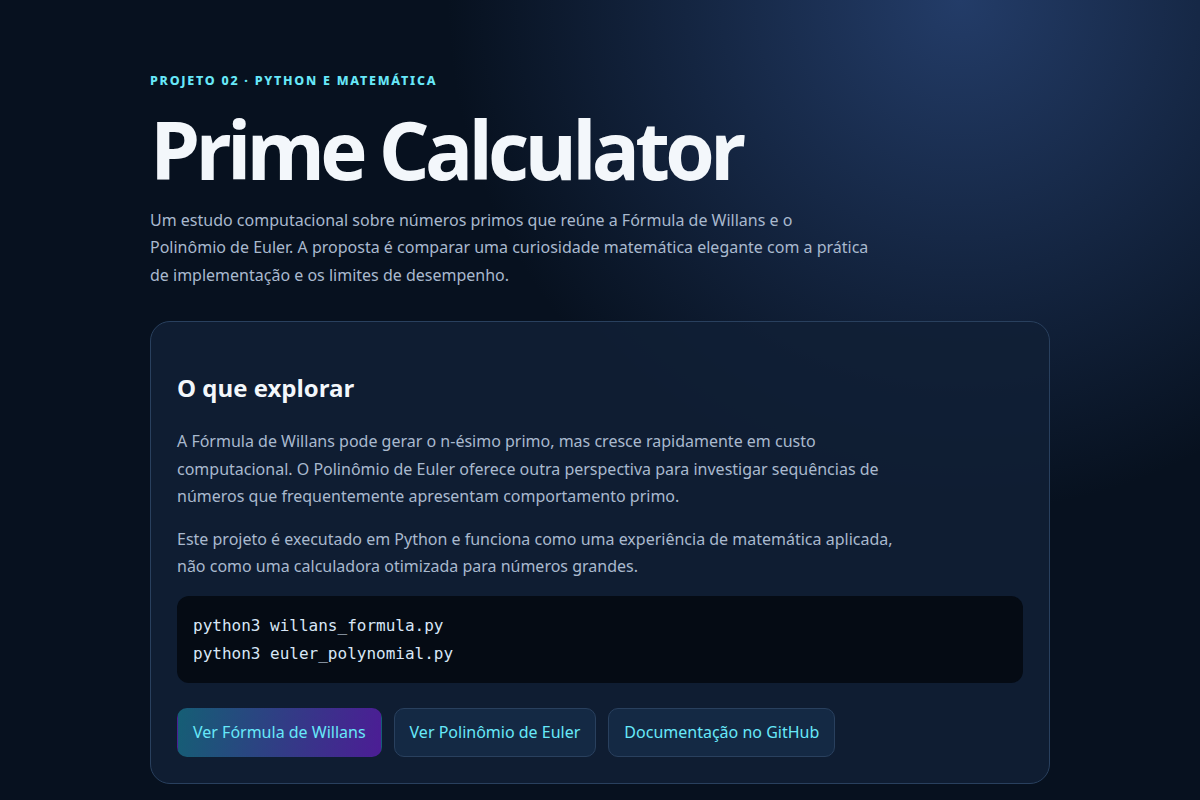 PROJETO 02 · PYTHON E MATEMÁTICA
Prime Calculator
Um estudo computacional sobre números primos que reúne a Fórmula de Willans e o
Polinômio de Euler. A proposta é comparar uma curiosidade matemática elegante com a prática
de implementação e os limites de desempenho.
O que explorar
A Fórmula de Willans pode gerar o n-ésimo primo, mas cresce rapidamente em custo
computacional. O Polinômio de Euler oferece outra perspectiva para investigar sequências de
números que frequentemente apresentam comportamento primo.
Este projeto é executado em Python e funciona como uma experiência de matemática aplicada,
não como uma calculadora otimizada para números grandes.
python3 willans_formula.py
python3 euler_polynomial.py
Ver Fórmula de Willans
Ver Polinômio de Euler
Documentação no GitHub